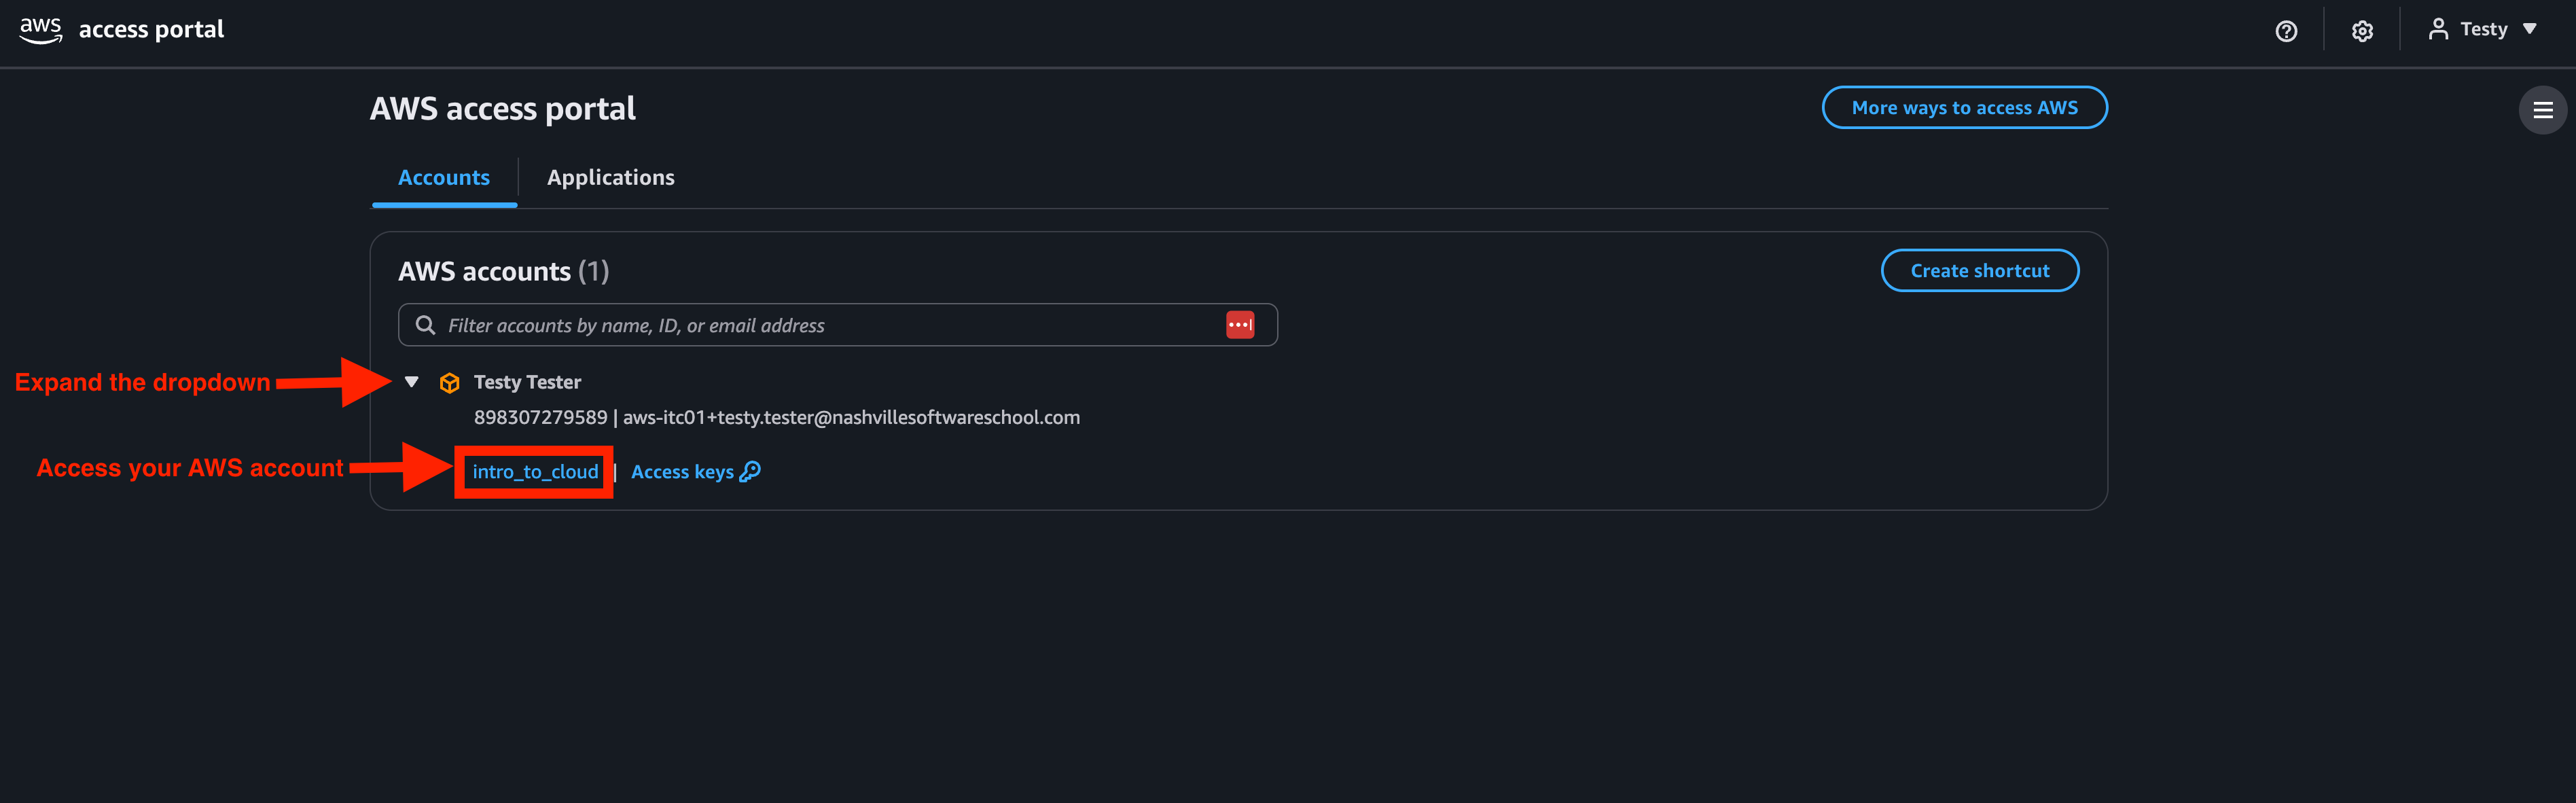 aws access portal
Testy
AWS access portal
More ways to access AWS
Accounts
Applications
AWS accounts (1)
Create shortcut
Filter accounts by name, ID, or email address
Expand the dropdown
Testy Tester
898307279589 | aws-itc01+testy.tester@nashvillesoftwareschool.com
Access your AWS account
intro_to_cloud | Access keys